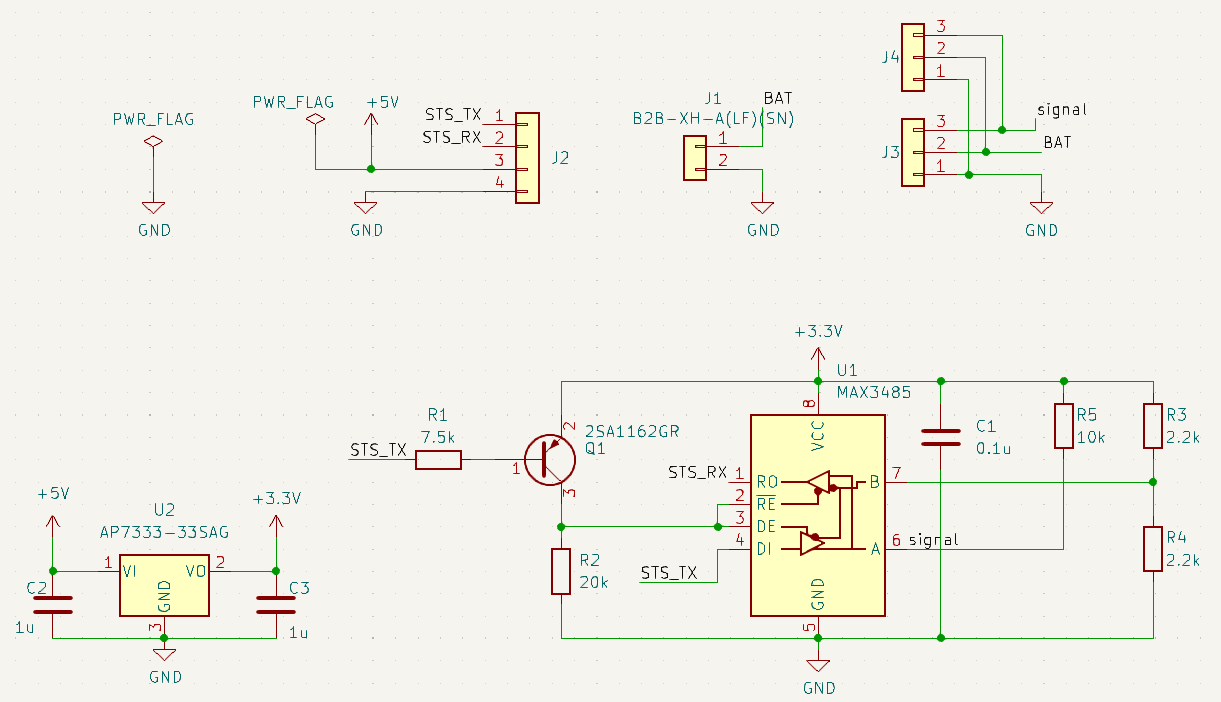 PWR_FLAG
GND
PWR_FLAG
+5V
STS_TX 1
STS_RX 2
3
4
J2
GND
J1
B2B-XH-A(LF)(SN)
BAT
1
2
GND
J4
3
2
1
J3
3
2
1
signal
BAT
GND
+5V
U2
AP7333-33SAG
+3.3V
1 VI
VO 2
GND
3
C2
1u
C3
1u
GND
R1
7.5k
STS_TX
1
2
3
2SA1162GR
Q1
R2
20k
+3.3V
U1
MAX3485
8
VCC
STS_RX 1 RO
2 RE
3 DE
4 DI
STS_TX
B 7
A 6 signal
GND
5
GND
C1
0.1u
R5
10k
R3
2.2k
R4
2.2k